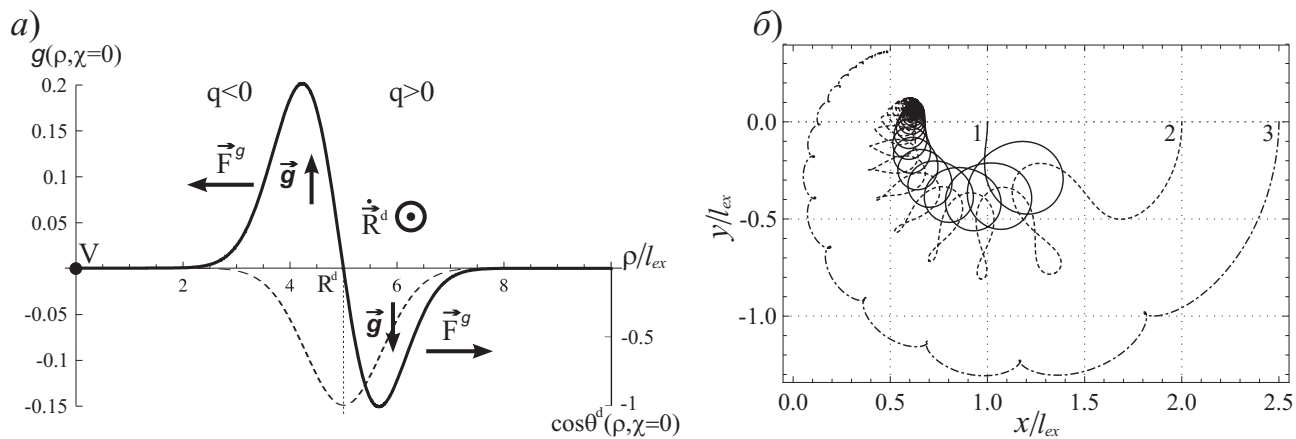 a)
g(ρ,χ=0)
0.2
0.15
0.1
0.05
0
-0.05
-0.1
-0.15
q<0
q>0
F^g
g
Ṙ^d
V
2
4
R^d
6
8
ρ/l_ex
g
F^g
-0.5
-1
cosθ^d(ρ,χ=0)
б)
y/l_ex
0.0
-0.5
-1.0
1
2
3
0.0
0.5
1.0
1.5
2.0
2.5
x/l_ex